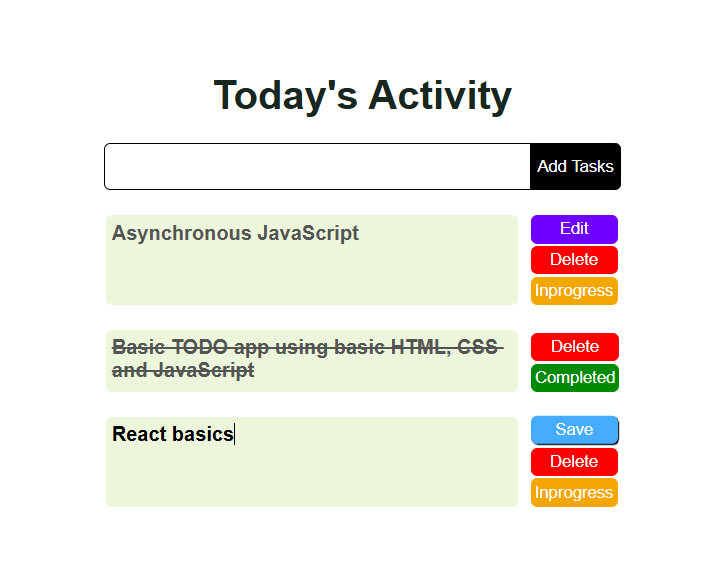 Today's Activity
Add Tasks
Asynchronous JavaScript
Edit
Delete
Inprogress
Basic TODO app using basic HTML, CSS
and JavaScript
Delete
Completed
React basics
Save
Delete
Inprogress